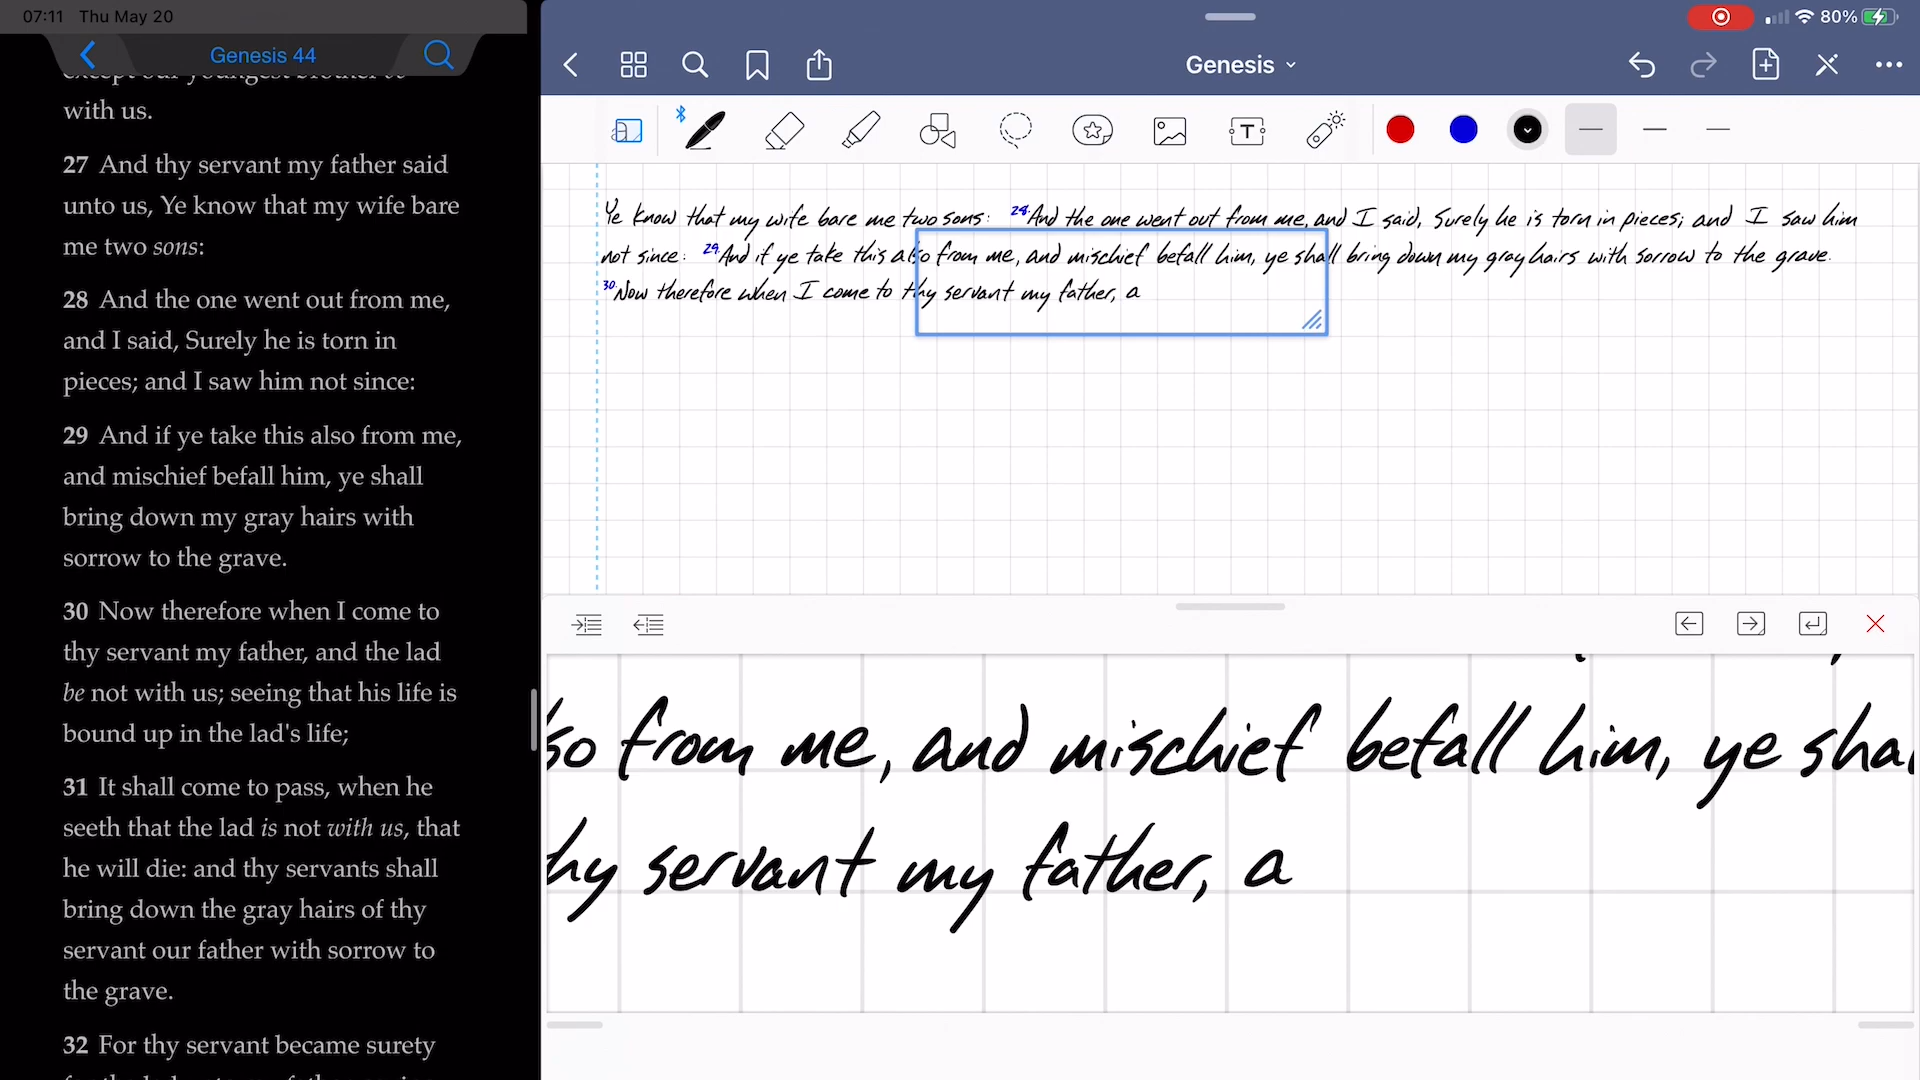 07:11 Thu May 20
Genesis 44
except our youngest brother be
with us.
27 And thy servant my father said
unto us, Ye know that my wife bare
me two sons:
28 And the one went out from me,
and I said, Surely he is torn in
pieces; and I saw him not since:
29 And if ye take this also from me,
and mischief befall him, ye shall
bring down my gray hairs with
sorrow to the grave.
30 Now therefore when I come to
thy servant my father, and the lad
be not with us; seeing that his life is
bound up in the lad's life;
31 It shall come to pass, when he
seeth that the lad is not with us, that
he will die: and thy servants shall
bring down the gray hairs of thy
servant our father with sorrow to
the grave.
32 For thy servant became surety
80%
Genesis
T
Ye know that my wife bare me two sons: 28 And the one went out from me, and I said, Surely he is torn in pieces; and I saw him
not since: 29 And if ye take this also from me, and mischief befall him, ye shall bring down my gray hairs with sorrow to the grave.
30 Now therefore when I come to thy servant my father, a
so from me, and mischief befall him, ye shal
hy servant my father, a